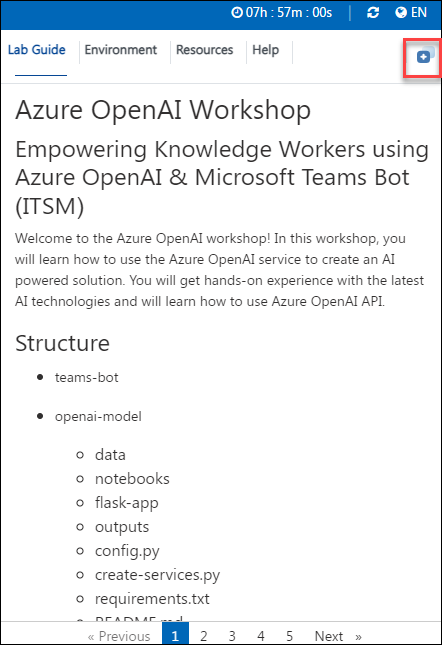 07h : 57m : 00s | EN
Lab Guide Environment Resources Help
Azure OpenAI Workshop
Empowering Knowledge Workers using
Azure OpenAI & Microsoft Teams Bot
(ITSM)
Welcome to the Azure OpenAI workshop! In this workshop, you
will learn how to use the Azure OpenAI service to create an AI
powered solution. You will get hands-on experience with the latest
AI technologies and will learn how to use Azure OpenAI API.
Structure
teams-bot
openai-model
data
notebooks
flask-app
outputs
config.py
create-services.py
requirements.txt
README.md
« Previous 1 2 3 4 5 Next »